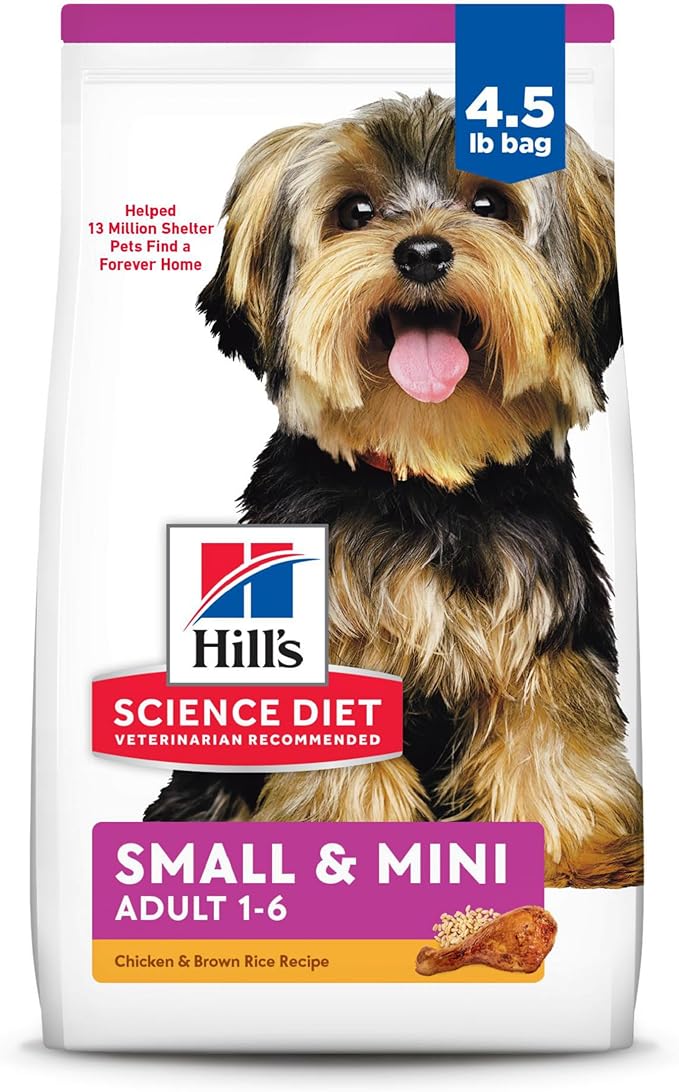 4.5
lb bag
Helped
13 Million Shelter
Pets Find a
Forever Home
Hill's
SCIENCE DIET
VETERINARIAN RECOMMENDED
SMALL & MINI
ADULT 1-6
Chicken & Brown Rice Recipe